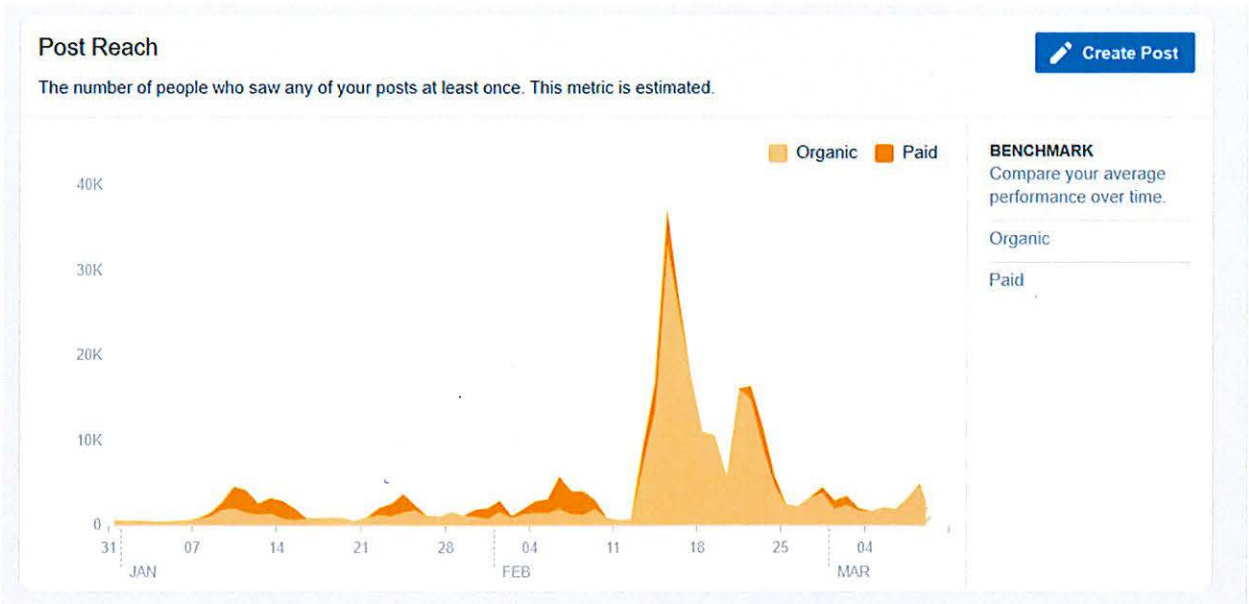 Post Reach
Create Post
The number of people who saw any of your posts at least once. This metric is estimated.
Organic
Paid
BENCHMARK
Compare your average
performance over time.
Organic
Paid
40K
30K
20K
10K
0
31
07
14
21
28
04
11
18
25
04
JAN
FEB
MAR